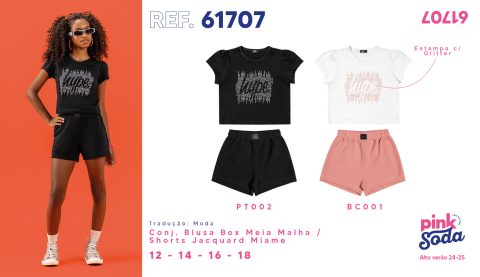 REF. 61707
61707
Estampa c/
Glitter
hype.
hype.
PT002
BC001
Tradução: Moda
Conj. Blusa Box Meia Malha /
Shorts Jacquard Miame
12 - 14 - 16 - 18
pink
Soda
Alto verão 24-25